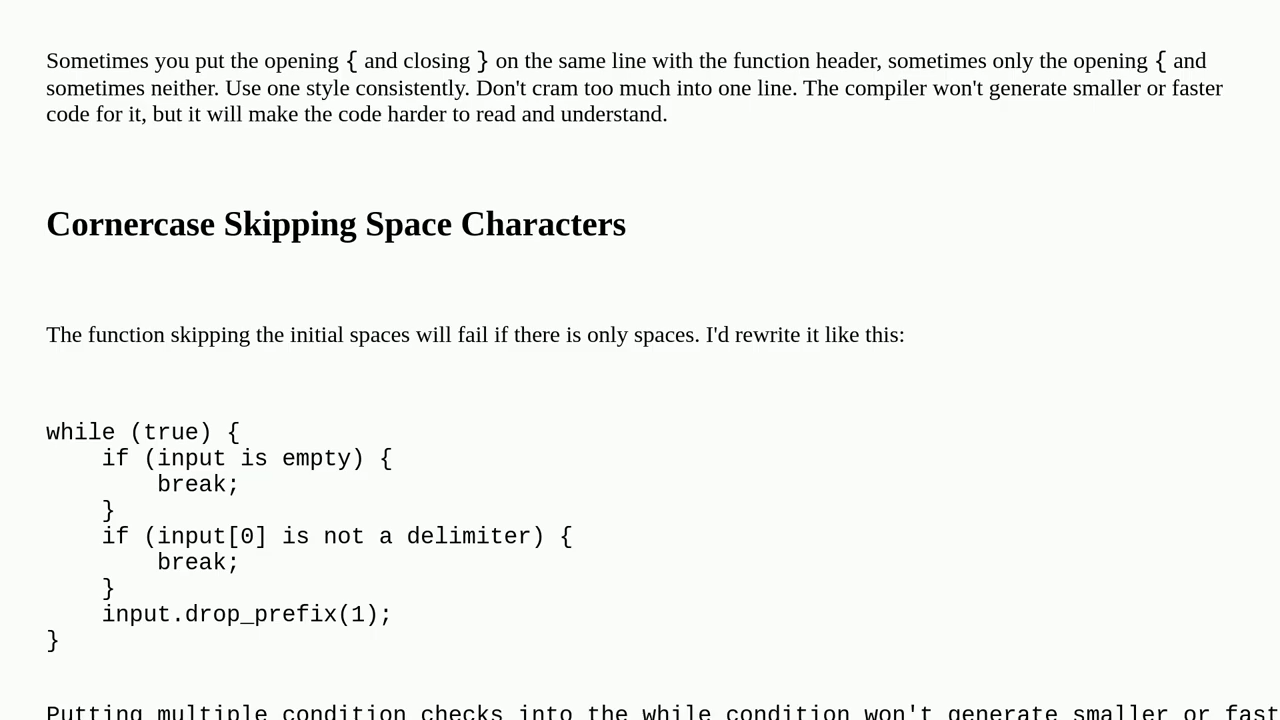 Sometimes you put the opening { and closing } on the same line with the function header, sometimes only the opening { and
sometimes neither. Use one style consistently. Don't cram too much into one line. The compiler won't generate smaller or faster
code for it, but it will make the code harder to read and understand.
Cornercase Skipping Space Characters
The function skipping the initial spaces will fail if there is only spaces. I'd rewrite it like this:
while (true) {
    if (input is empty) {
        break;
    }
    if (input[0] is not a delimiter) {
        break;
    }
    input.drop_prefix(1);
}
Putting multiple condition checks into the while condition won't generate smaller or fast